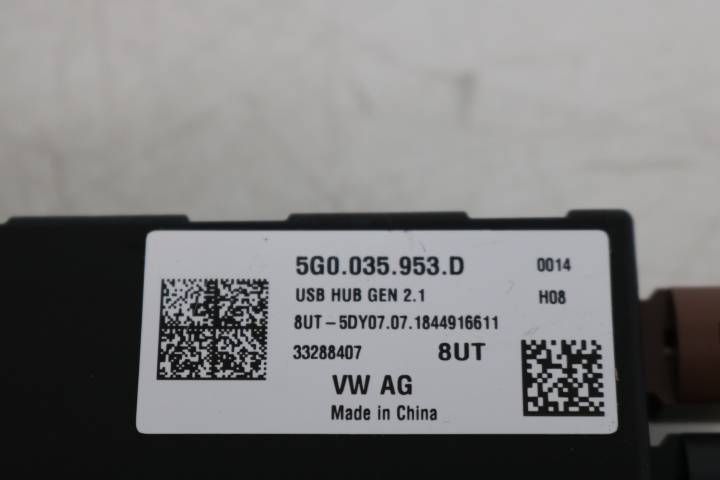 5G0.035.953.D 0014
USB HUB GEN 2.1 H08
8UT-5DY07.07.1844916611
33288407 8UT
VW AG
Made in China